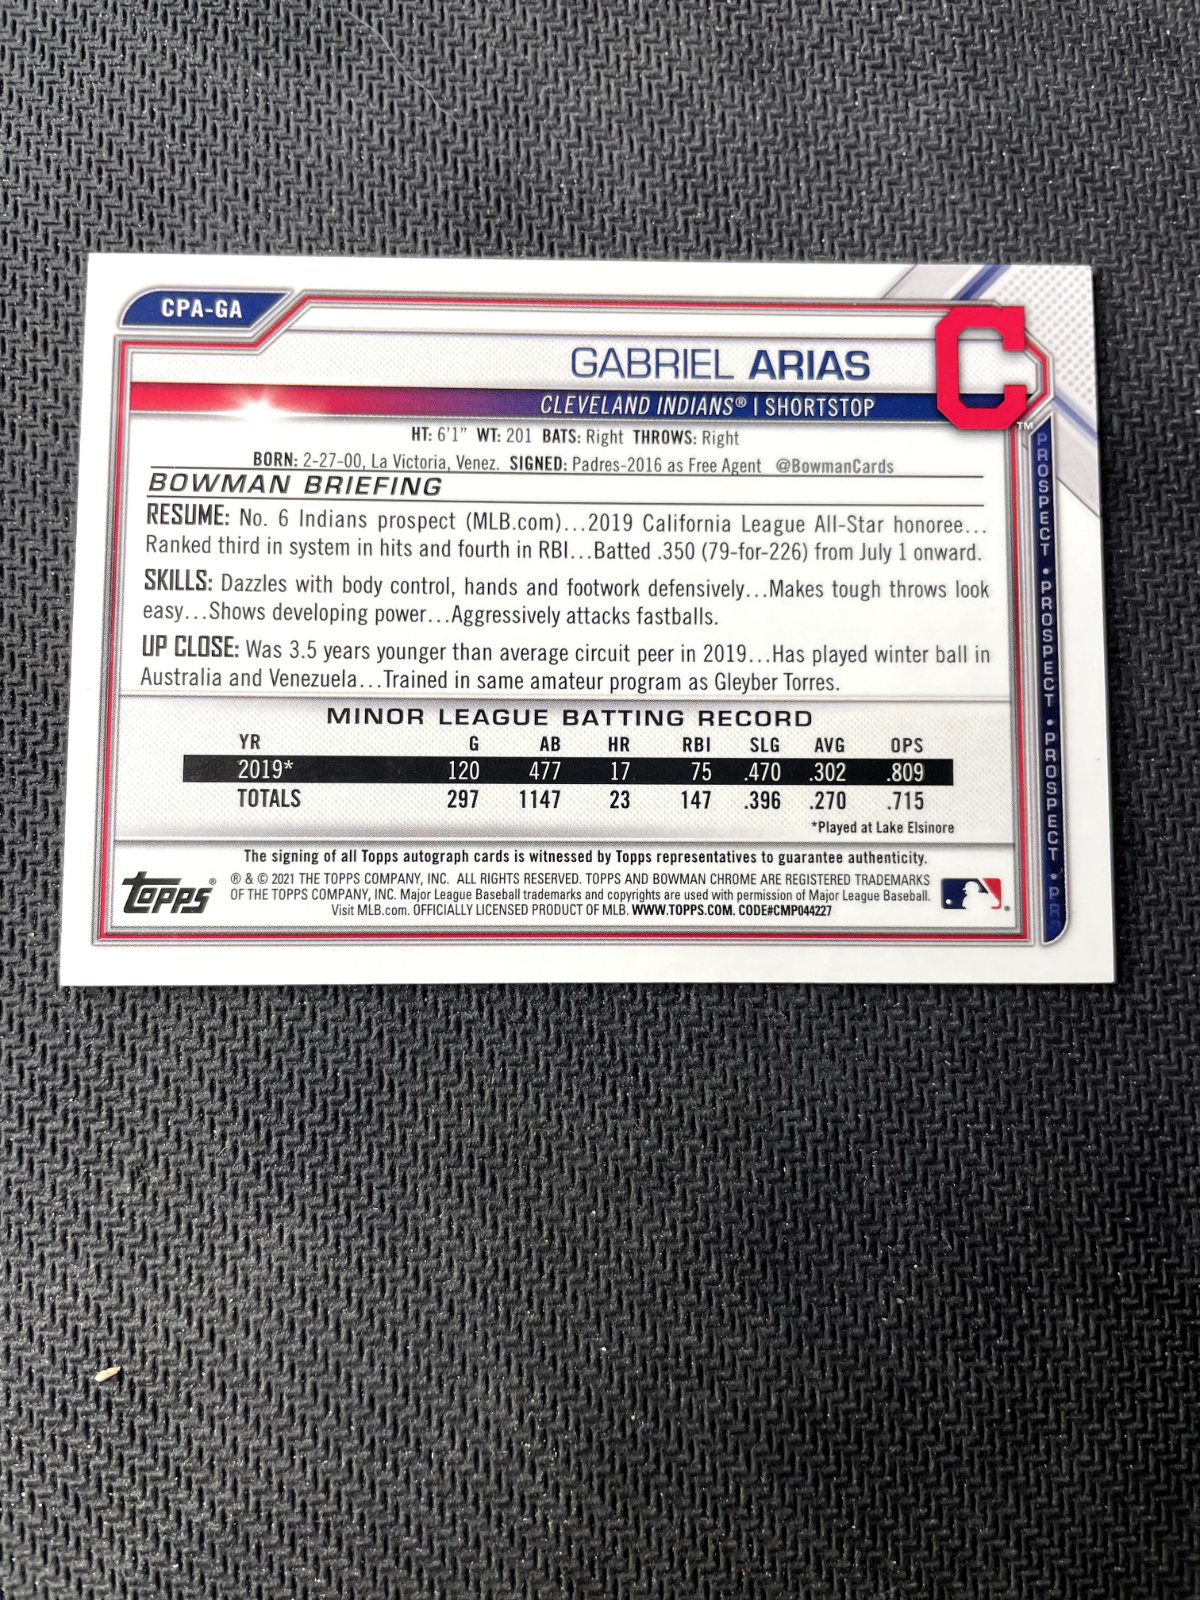 CPA-GA
GABRIEL ARIAS
CLEVELAND INDIANS® | SHORTSTOP
C
TM
HT: 6'1" WT: 201 BATS: Right THROWS: Right
BORN: 2-27-00, La Victoria, Venez. SIGNED: Padres-2016 as Free Agent @BowmanCards
BOWMAN BRIEFING
RESUME: No. 6 Indians prospect (MLB.com)...2019 California League All-Star honoree...
Ranked third in system in hits and fourth in RBI...Batted .350 (79-for-226) from July 1 onward.
SKILLS: Dazzles with body control, hands and footwork defensively...Makes tough throws look
easy...Shows developing power...Aggressively attacks fastballs.
UP CLOSE: Was 3.5 years younger than average circuit peer in 2019...Has played winter ball in
Australia and Venezuela...Trained in same amateur program as Gleyber Torres.
MINOR LEAGUE BATTING RECORD
YR G AB HR RBI SLG AVG OPS
2019* 120 477 17 75 .470 .302 .809
TOTALS 297 1147 23 147 .396 .270 .715
*Played at Lake Elsinore
The signing of all Topps autograph cards is witnessed by Topps representatives to guarantee authenticity.
Topps®
® & © 2021 THE TOPPS COMPANY, INC. ALL RIGHTS RESERVED. TOPPS AND BOWMAN CHROME ARE REGISTERED TRADEMARKS
OF THE TOPPS COMPANY, INC. Major League Baseball trademarks and copyrights are used with permission of Major League Baseball.
Visit MLB.com. OFFICIALLY LICENSED PRODUCT OF MLB. WWW.TOPPS.COM. CODE#CMP044227
PROSPECT • PROSPECT • PROSPECT • PR